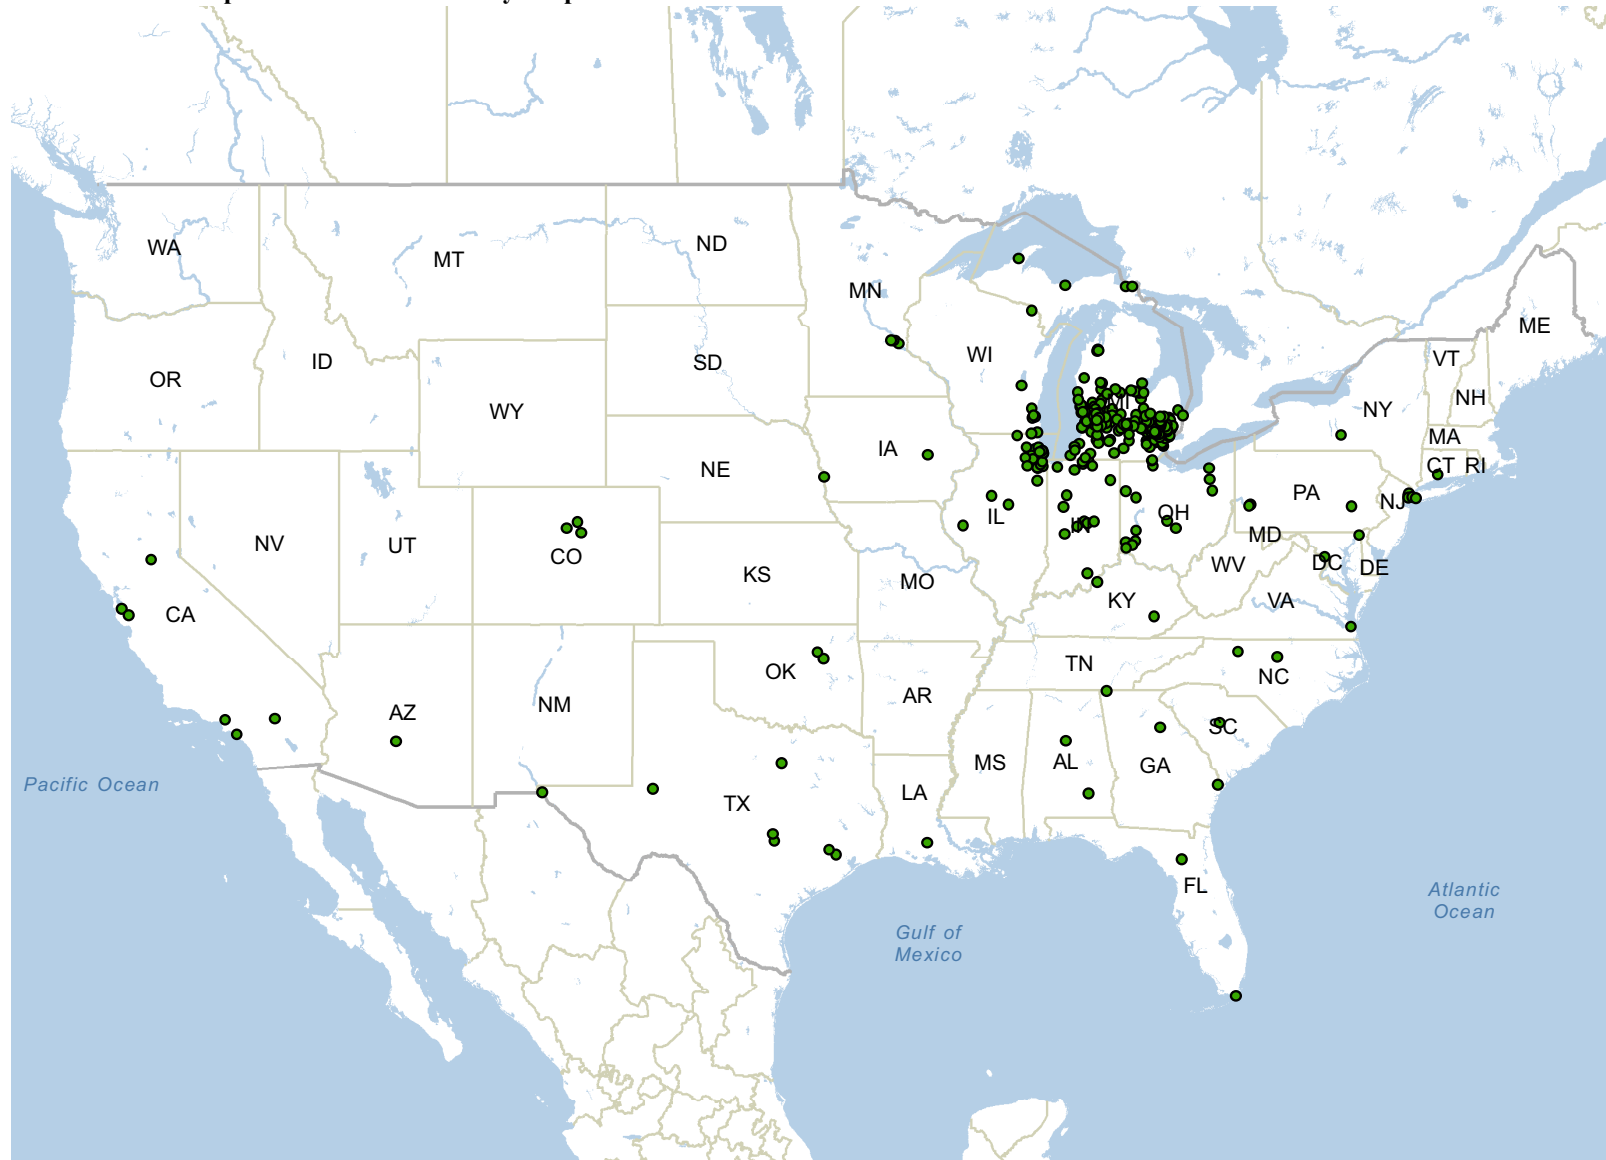 WA
MT
ND
MN
ME
OR
ID
SD
WI
VT
NH
WY
MI
NY
MA
IA
NE
CT RI
PA
NJ
IL
OH
IN
NV
UT
CO
MD
DC
DE
WV
KS
MO
VA
CA
KY
OK
TN
NC
AR
AZ
NM
SC
MS
AL
GA
Pacific Ocean
TX
LA
FL
Atlantic
Ocean
Gulf of
Mexico